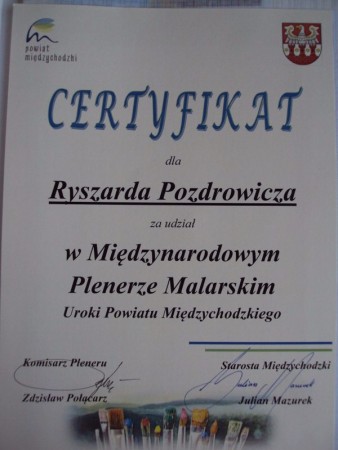 powiat
międzychodzki
CERTYFIKAT
dla
Ryszarda Pozdrowicza
za udział
w Międzynarodowym
Plenerze Malarskim
Uroki Powiatu Międzychodzkiego
Komisarz Pleneru
Zdzisław Połącarz
Starosta Międzychodzki
Julian Mazurek